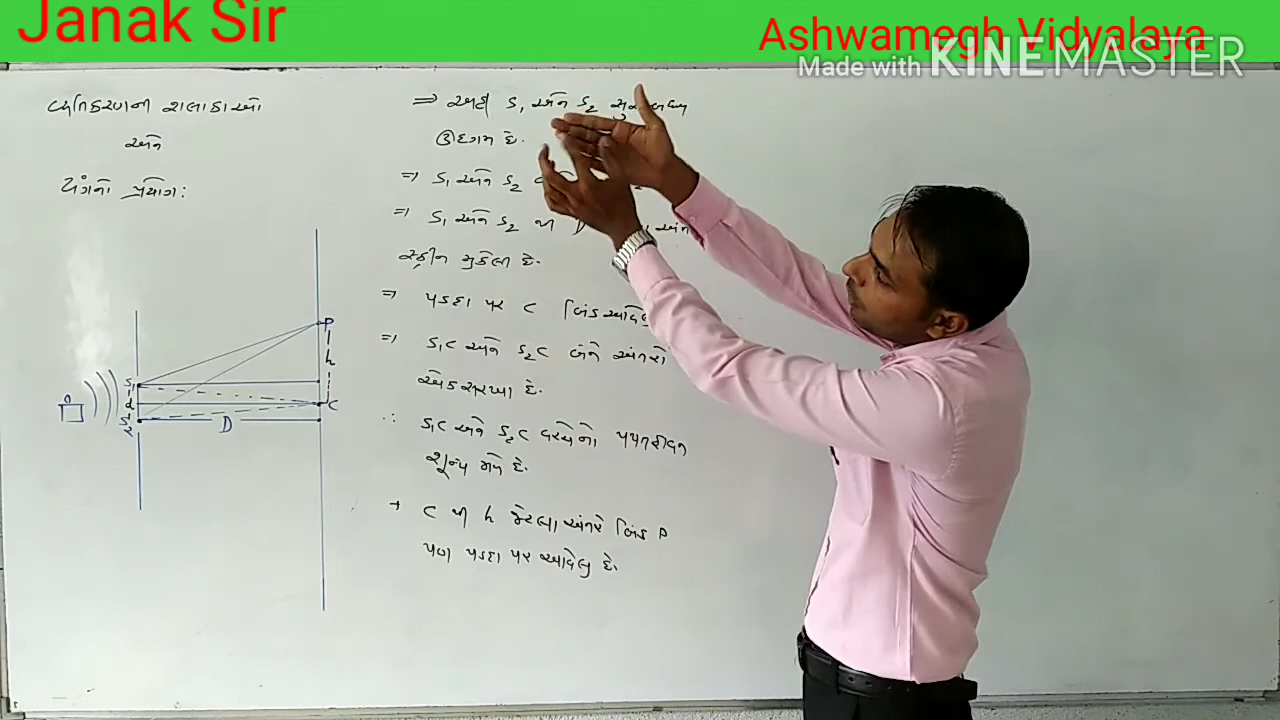 Janak Sir
Ashwamegh Vidyalaya
Made with KINEMASTER
વ્યતિકરણની શલાકાઓ
અને
યંગનો પ્રયોગ:
P
h
S₁
d
S₂
C
D
⇒ અહીં S₁ અને S₂
ઉદગમ છે.
⇒ S₁ અને S₂
⇒ S₁ અને S₂ થી D
સ્ક્રીન મુકેલી છે.
⇒ પડદા પર C બિંદુ
⇒ S₁C અને S₂C બંને અંતરો
એકસરખા છે.
∴ S₁C અને S₂C વચ્ચેનો પથતફાવત
શૂન્ય મળે છે.
→ C થી h જેટલા અંતરે બિંદુ P
પણ પડદા પર આવેલુ છે.